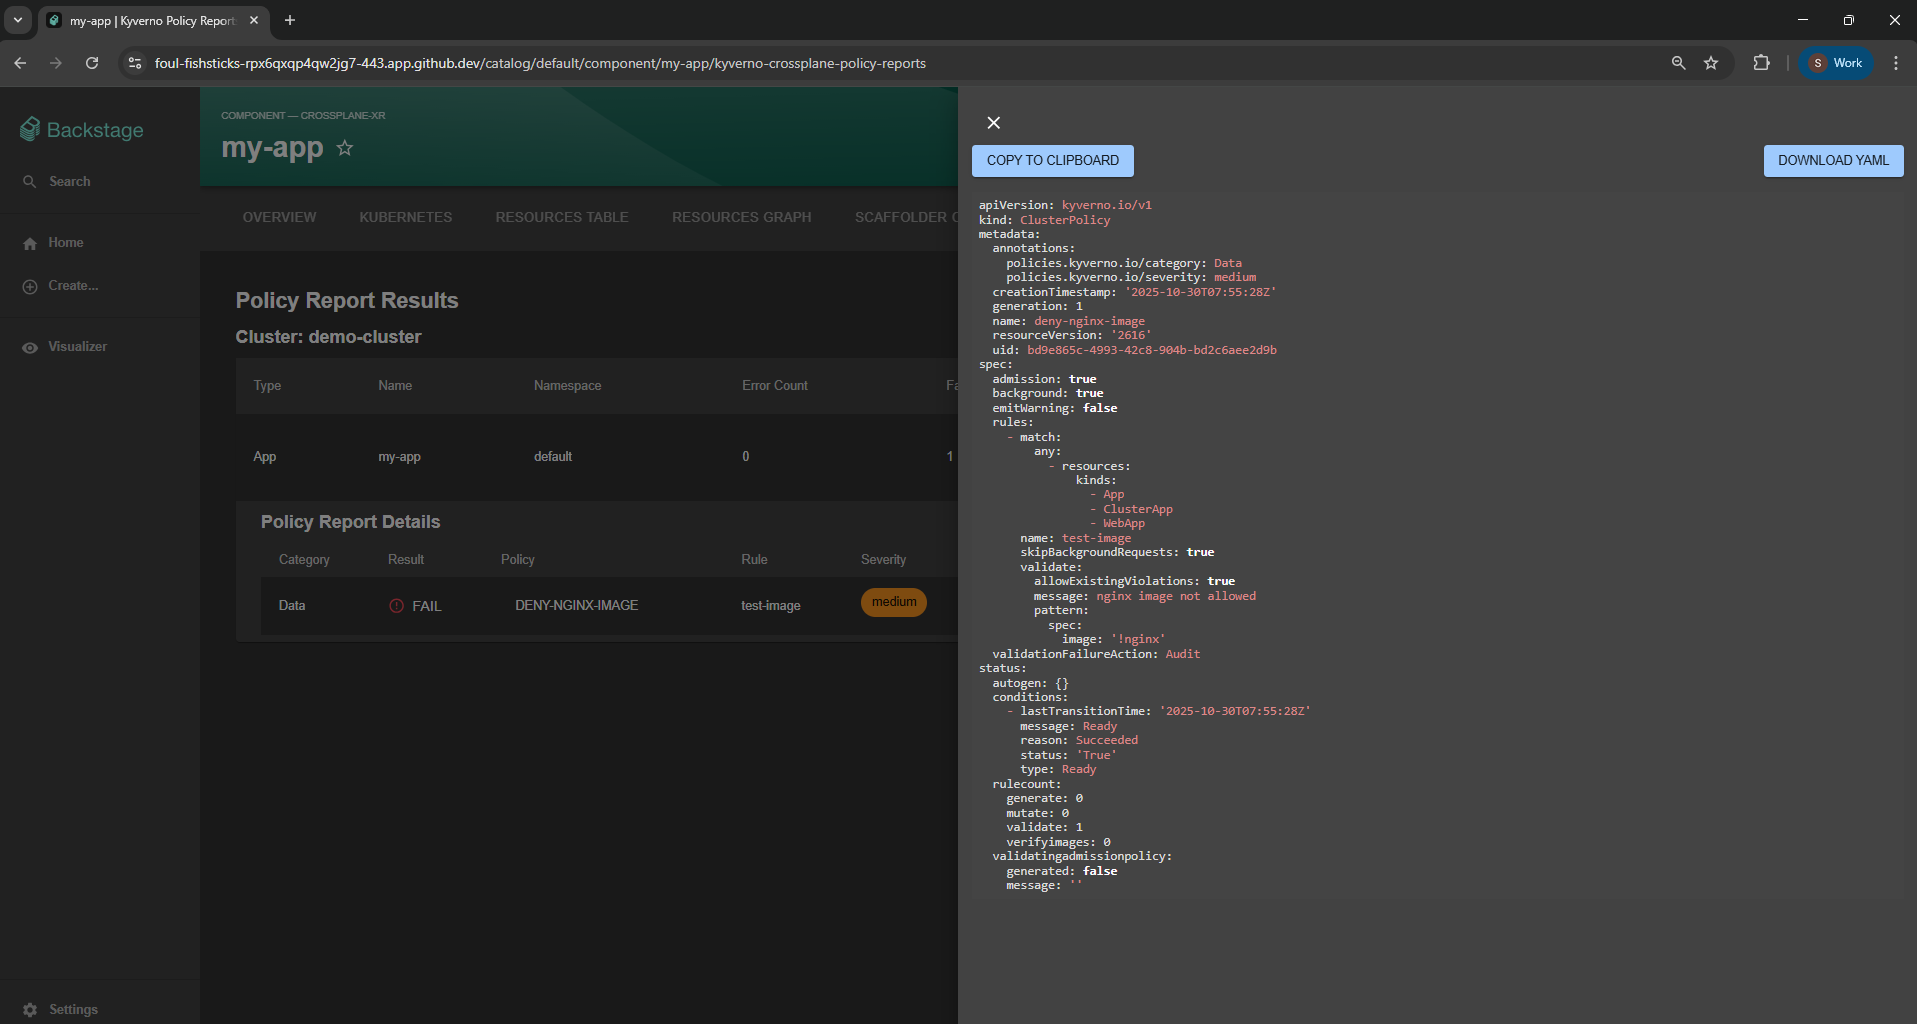 my-app | Kyverno Policy Report
foul-fishsticks-rpx6qxqp4qw2jg7-443.app.github.dev/catalog/default/component/my-app/kyverno-crossplane-policy-reports
S Work
Backstage
Search
Home
Create...
Visualizer
Settings
COMPONENT — CROSSPLANE-XR
my-app
OVERVIEW KUBERNETES RESOURCES TABLE RESOURCES GRAPH SCAFFOLDER
Policy Report Results
Cluster: demo-cluster
Type Name Namespace Error Count
App my-app default 0 1
Policy Report Details
Category Result Policy Rule Severity
Data FAIL DENY-NGINX-IMAGE test-image medium
COPY TO CLIPBOARD DOWNLOAD YAML
apiVersion: kyverno.io/v1
kind: ClusterPolicy
metadata:
  annotations:
    policies.kyverno.io/category: Data
    policies.kyverno.io/severity: medium
  creationTimestamp: '2025-10-30T07:55:28Z'
  generation: 1
  name: deny-nginx-image
  resourceVersion: '2616'
  uid: bd9e865c-4993-42c8-904b-bd2c6aee2d9b
spec:
  admission: true
  background: true
  emitWarning: false
  rules:
    - match:
        any:
          - resources:
              kinds:
                - App
                - ClusterApp
                - WebApp
      name: test-image
      skipBackgroundRequests: true
      validate:
        allowExistingViolations: true
        message: nginx image not allowed
        pattern:
          spec:
            image: '!nginx'
  validationFailureAction: Audit
status:
  autogen: {}
  conditions:
    - lastTransitionTime: '2025-10-30T07:55:28Z'
      message: Ready
      reason: Succeeded
      status: 'True'
      type: Ready
  rulecount:
    generate: 0
    mutate: 0
    validate: 1
    verifyimages: 0
  validatingadmissionpolicy:
    generated: false
    message: ''